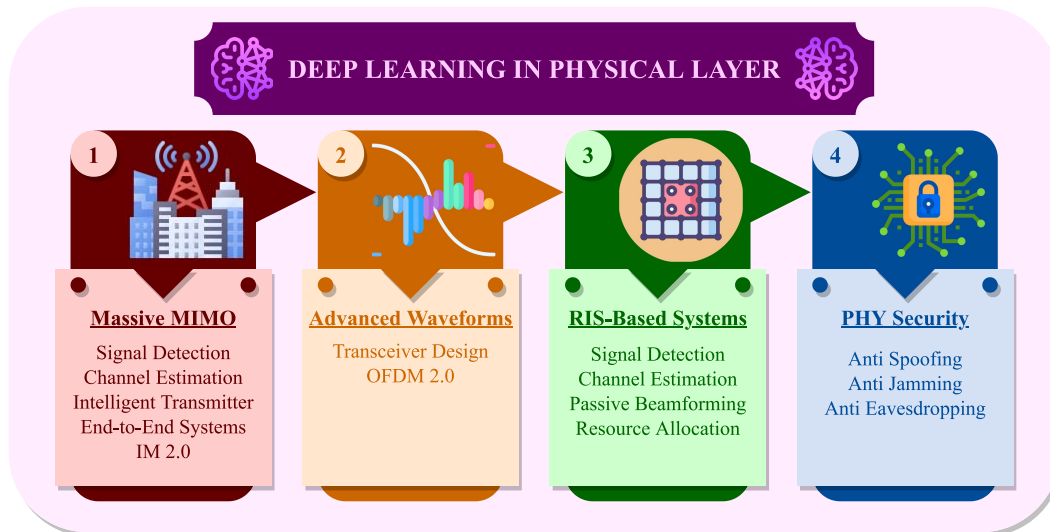 DEEP LEARNING IN PHYSICAL LAYER
1
Massive MIMO
Signal Detection
Channel Estimation
Intelligent Transmitter
End-to-End Systems
IM 2.0
2
Advanced Waveforms
Transceiver Design
OFDM 2.0
3
RIS-Based Systems
Signal Detection
Channel Estimation
Passive Beamforming
Resource Allocation
4
PHY Security
Anti Spoofing
Anti Jamming
Anti Eavesdropping